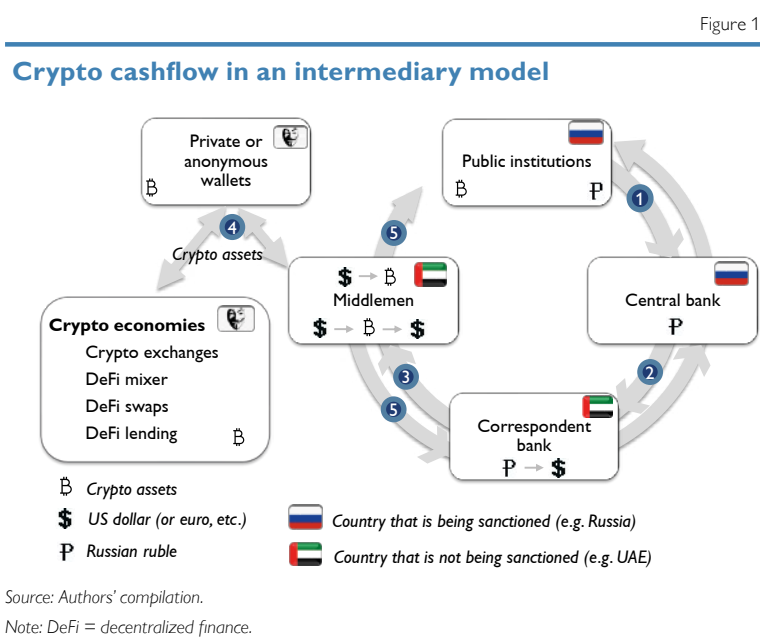 Figure 1
Crypto cashflow in an intermediary model
Private or
anonymous
wallets
₿
Public institutions
₿ Ꝑ
1
4
5
Crypto assets
$ → ₿
Middlemen
$ → ₿ → $
Central bank
Ꝑ
Crypto economies
Crypto exchanges
DeFi mixer
DeFi swaps
DeFi lending
₿
3
2
5
Correspondent
bank
Ꝑ → $
₿ Crypto assets
$ US dollar (or euro, etc.)
Ꝑ Russian ruble
Country that is being sanctioned (e.g. Russia)
Country that is not being sanctioned (e.g. UAE)
Source: Authors' compilation.
Note: DeFi = decentralized finance.